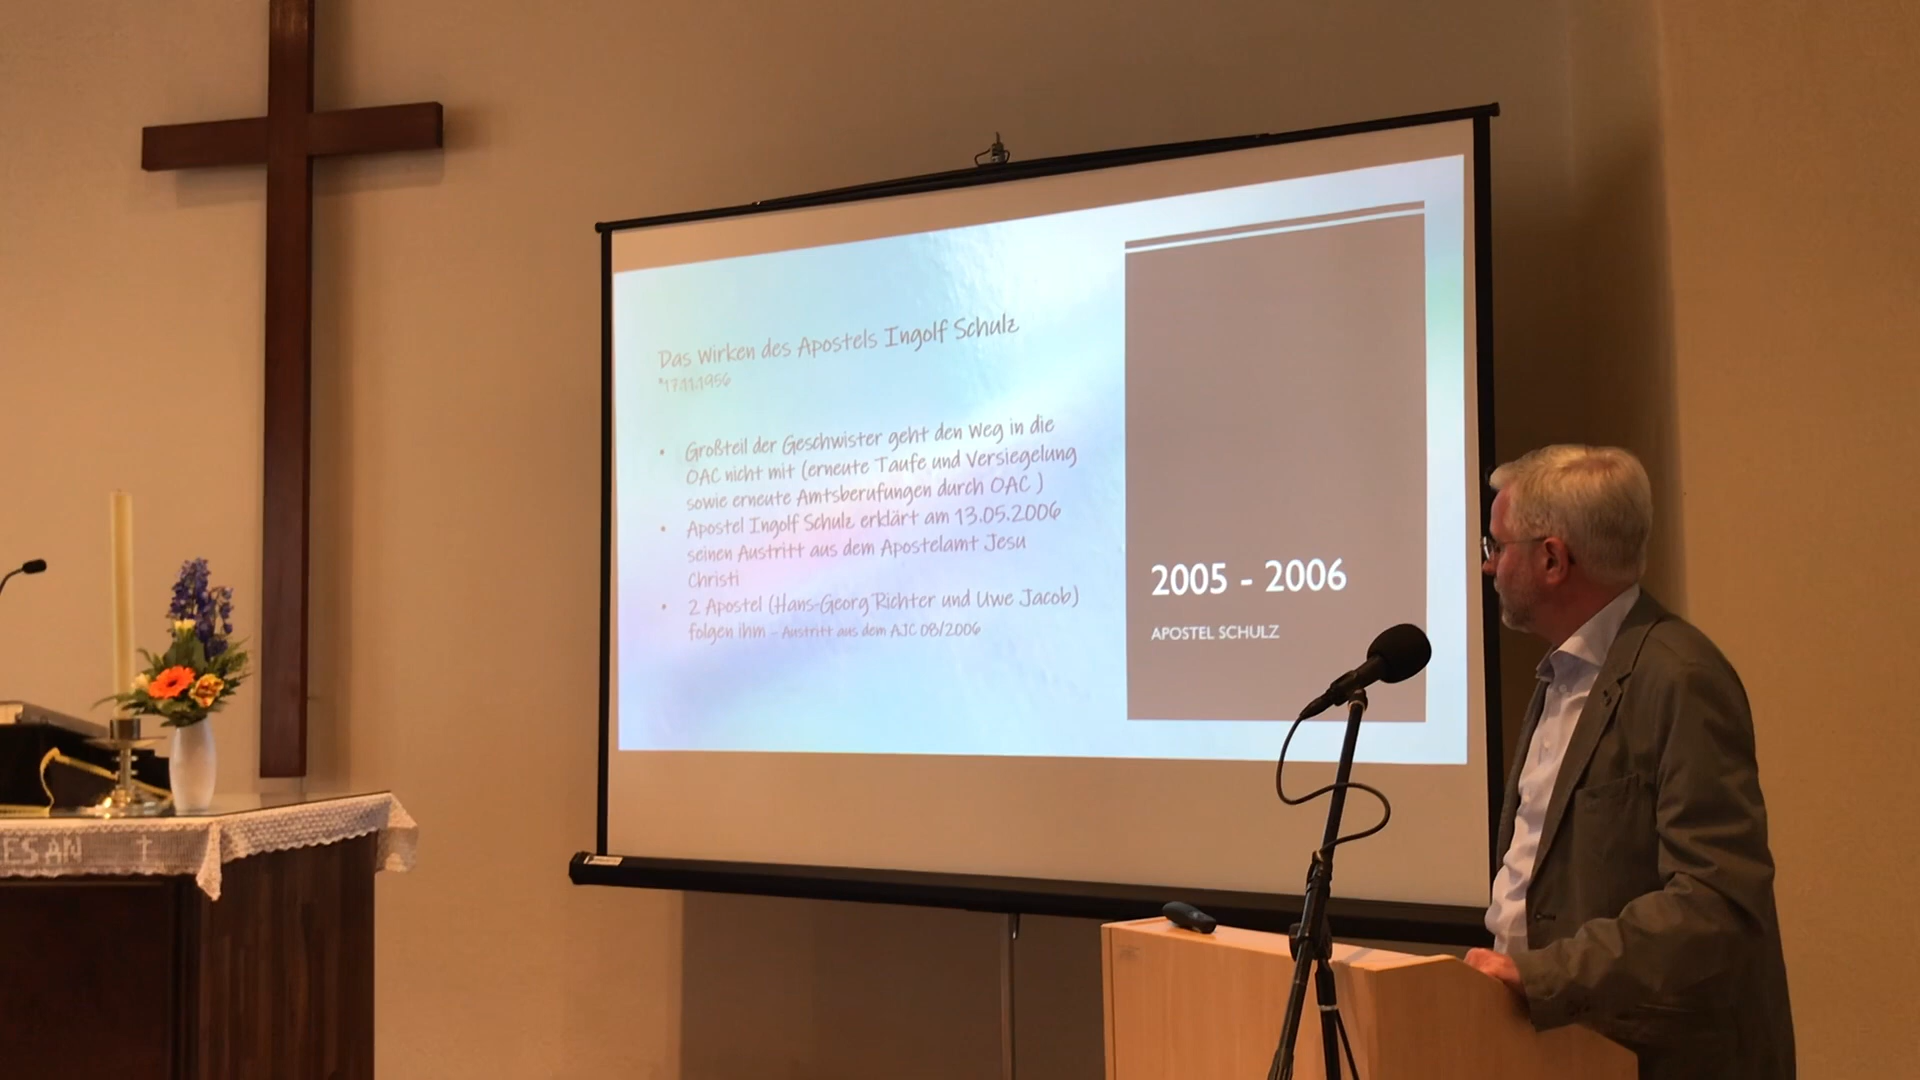 Das Wirken des Apostels Ingolf Schulz
*17.11.1956
• Großteil der Geschwister geht den Weg in die
OAC nicht mit (erneute Taufe und Versiegelung
sowie erneute Amtsberufungen durch OAC )
• Apostel Ingolf Schulz erklärt am 13.05.2006
seinen Austritt aus dem Apostelamt Jesu
Christi
• 2 Apostel (Hans-Georg Richter und Uwe Jacob)
folgen ihm - Austritt aus dem AJC 08/2006
2005 - 2006
APOSTEL SCHULZ
ESAN